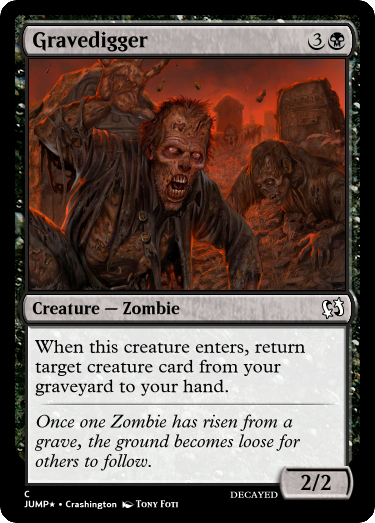 Gravedigger 3
Creature — Zombie
When this creature enters, return
target creature card from your
graveyard to your hand.
Once one Zombie has risen from a
grave, the ground becomes loose for
others to follow.
2/2
C
JUMP★ • Crashington Tony Foti
DECAYED